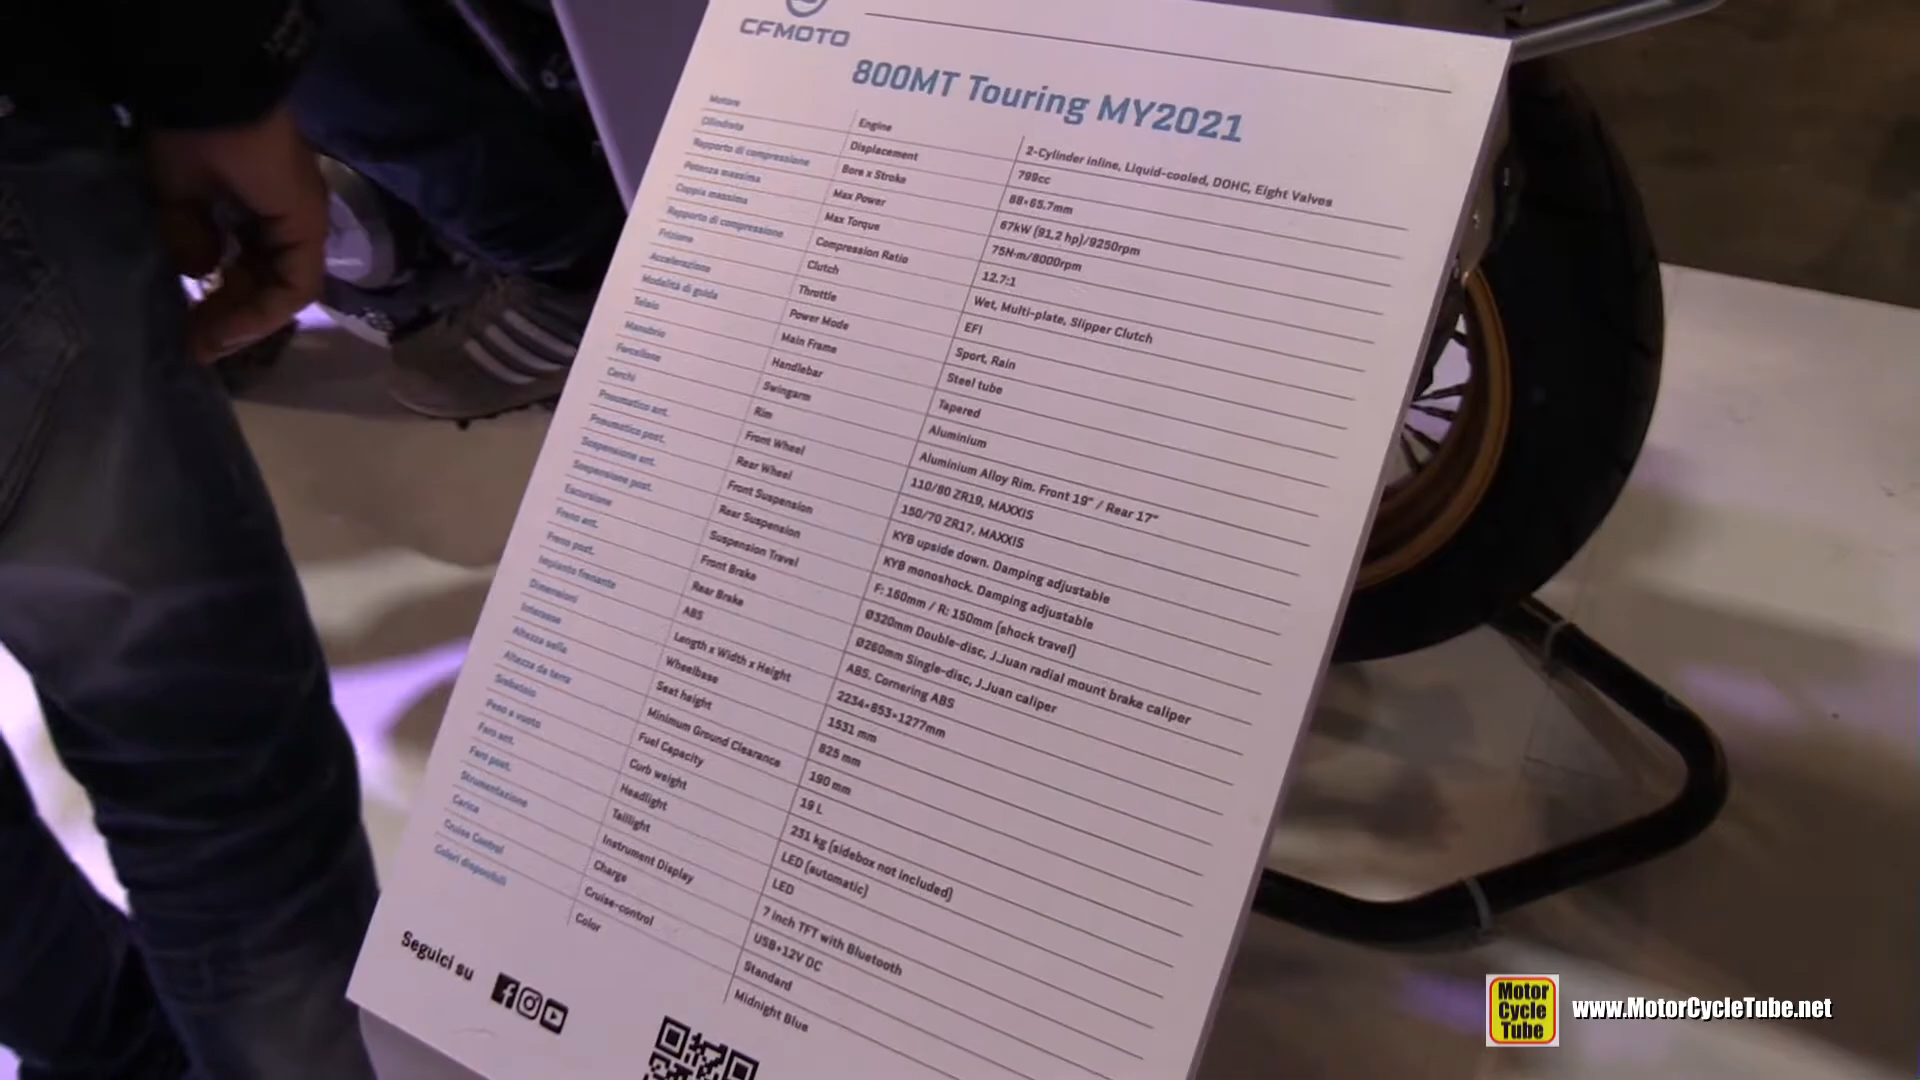 CFMOTO
800MT Touring MY2021
Motore Engine 2-Cylinder inline, Liquid-cooled, DOHC, Eight Valves
Cilindrata Displacement 799cc
Rapporto di compressione Bore x Stroke 88*65.7mm
Potenza massima Max Power 67kW (91,2 hp)/9250rpm
Coppia massima Max Torque 75N·m/8000rpm
Rapporto di compressione Compression Ratio 12.7:1
Frizione Clutch Wet, Multi-plate, Slipper Clutch
Accelerazione Throttle EFI
Modalità di guida Power Mode Sport, Rain
Telaio Main Frame Steel tube
Manubrio Handlebar Tapered
Forcellone Swingarm Aluminium
Cerchi Rim Aluminium Alloy Rim. Front 19" / Rear 17"
Pneumatico ant. Front Wheel 110/80 ZR19, MAXXIS
Pneumatico post. Rear Wheel 150/70 ZR17, MAXXIS
Sospensione ant. Front Suspension KYB upside down. Damping adjustable
Sospensione post. Rear Suspension KYB monoshock. Damping adjustable
Escursione Suspension Travel F: 160mm / R: 150mm (shock travel)
Freno ant. Front Brake Ø320mm Double-disc, J.Juan radial mount brake caliper
Freno post. Rear Brake Ø260mm Single-disc, J.Juan caliper
Impianto frenante ABS ABS. Cornering ABS
Dimensioni Length x Width x Height 2234*853*1277mm
Interasse Wheelbase 1531 mm
Altezza sella Seat height 825 mm
Altezza da terra Minimum Ground Clearance 190 mm
Serbatoio Fuel Capacity 19 L
Peso a vuoto Curb weight 231 kg (sidebox not included)
Faro ant. Headlight LED (automatic)
Faro post. Taillight LED
Strumentazione Instrument Display 7 inch TFT with Bluetooth
Carica Charge USB+12V DC
Cruise Control Cruise-control Standard
Colori disponibili Color Midnight Blue
Seguici su
Motor
Cycle
Tube
www.MotorCycleTube.net